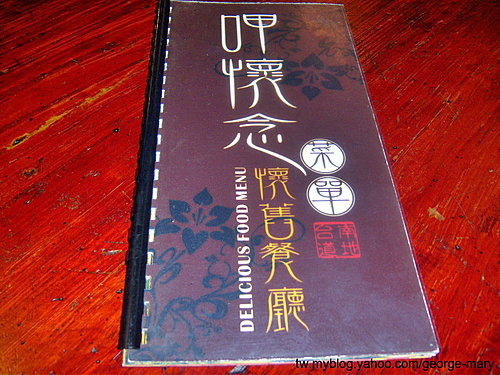 呷懷念
菜單
懷舊餐廳
DELICIOUS FOOD MENU
台南
道地
tw.myblog.yahoo.com/george-mary